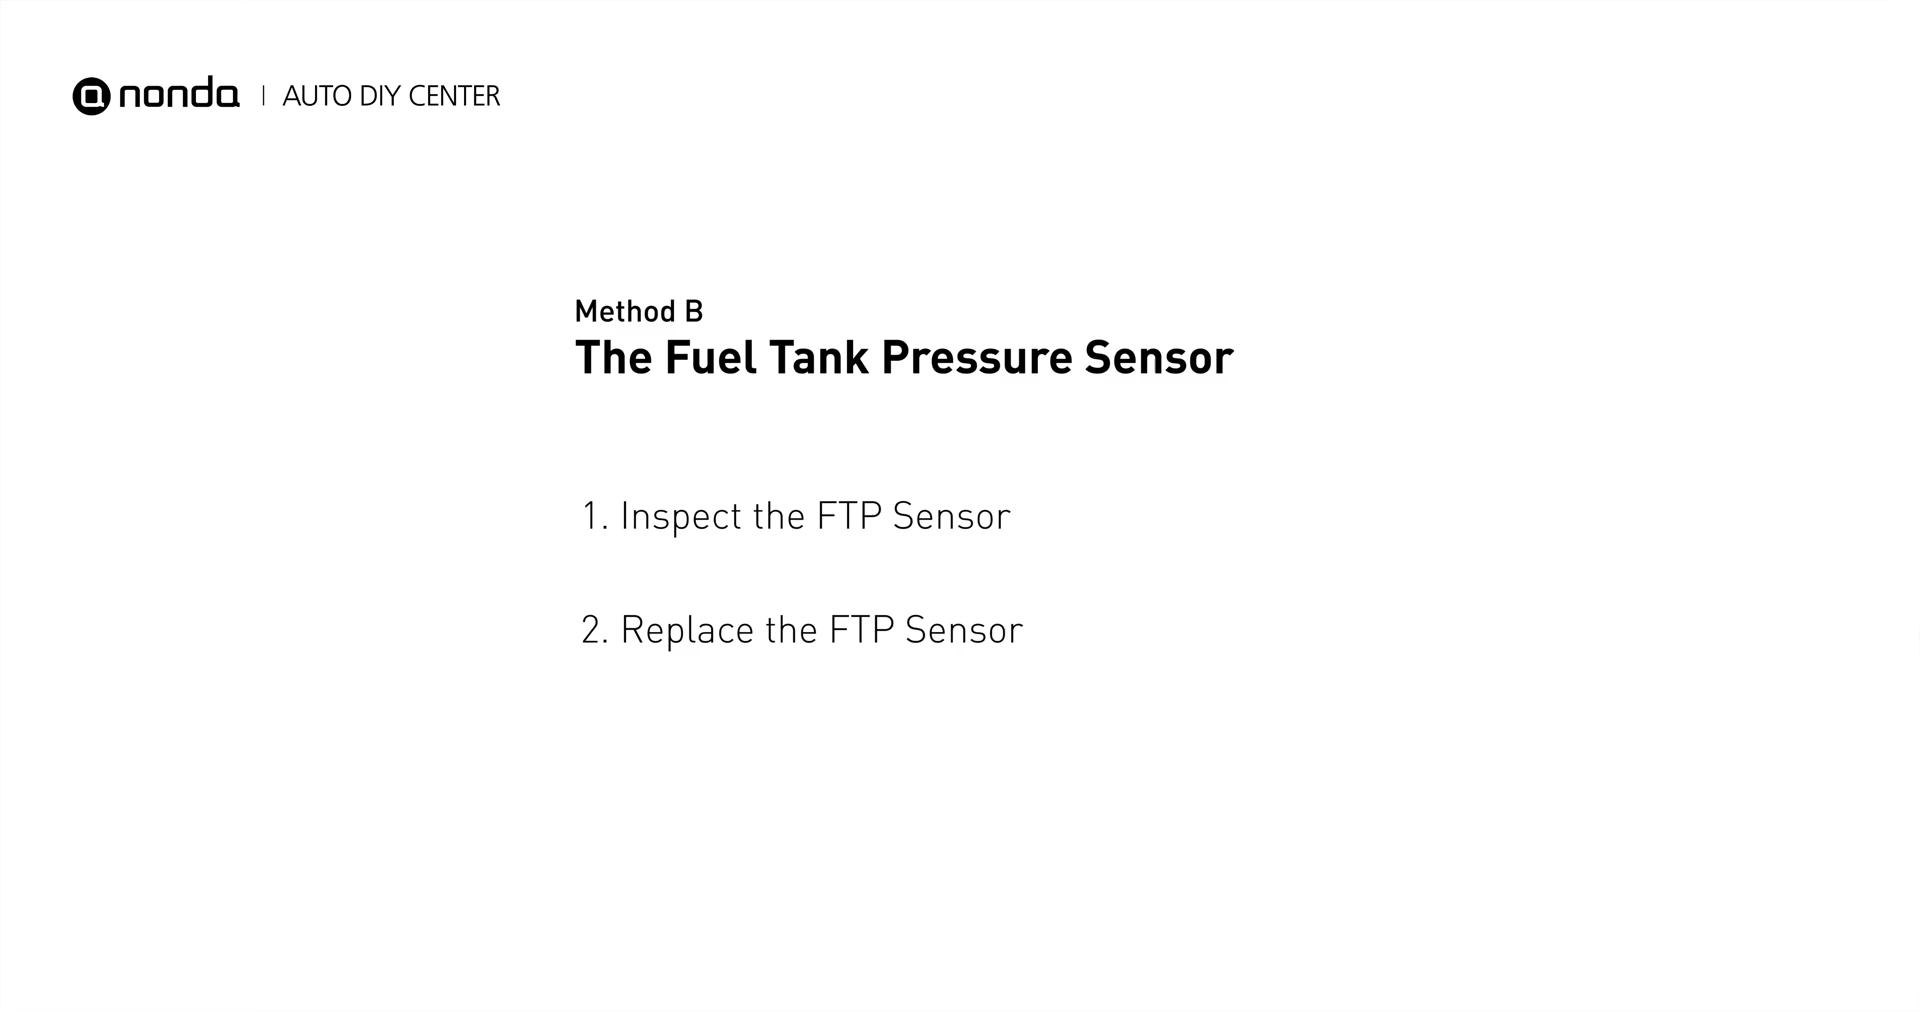 nonda | AUTO DIY CENTER
Method B
The Fuel Tank Pressure Sensor
1. Inspect the FTP Sensor
2. Replace the FTP Sensor